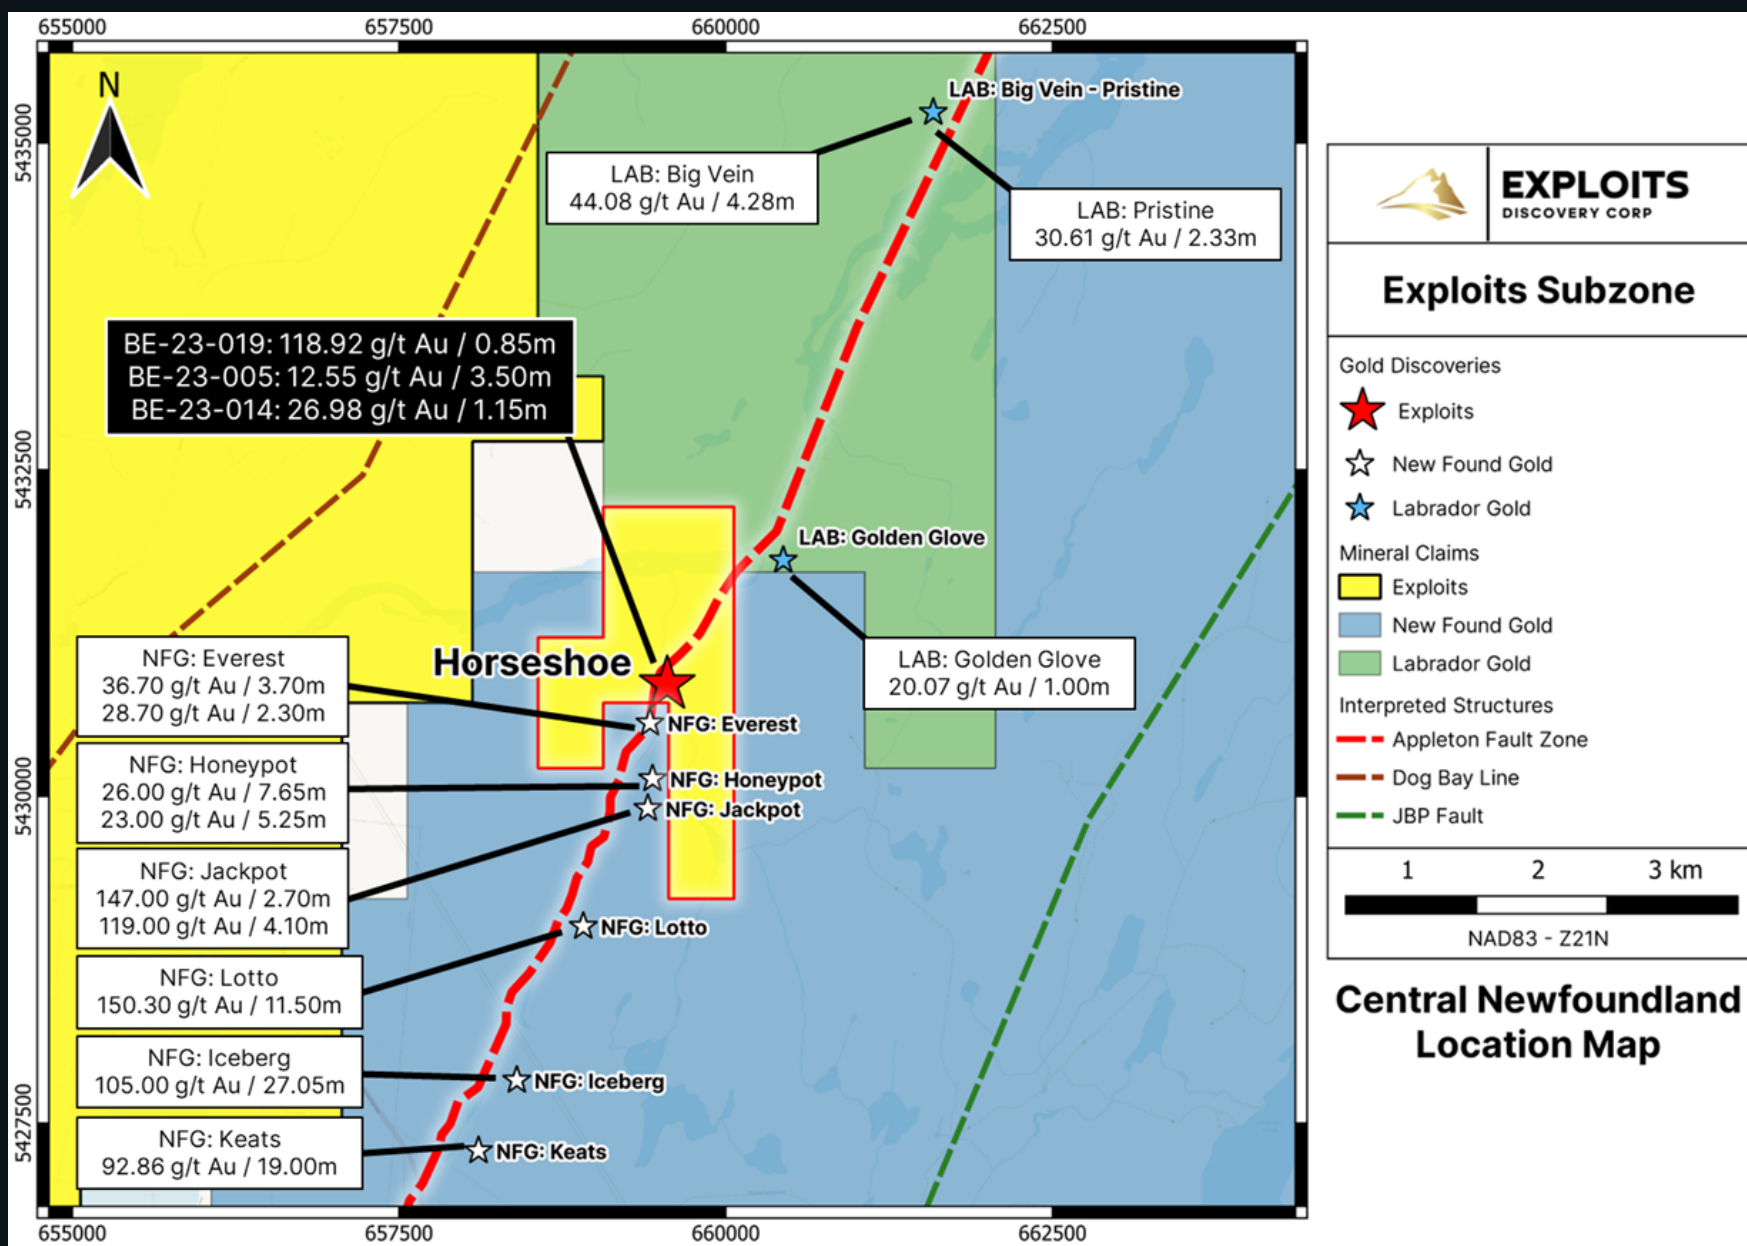 655000
657500
660000
662500
N
5435000
5432500
5430000
5427500
LAB: Big Vein - Pristine
LAB: Big Vein
44.08 g/t Au / 4.28m
LAB: Pristine
30.61 g/t Au / 2.33m
BE-23-019: 118.92 g/t Au / 0.85m
BE-23-005: 12.55 g/t Au / 3.50m
BE-23-014: 26.98 g/t Au / 1.15m
LAB: Golden Glove
LAB: Golden Glove
20.07 g/t Au / 1.00m
Horseshoe
NFG: Everest
36.70 g/t Au / 3.70m
28.70 g/t Au / 2.30m
NFG: Everest
NFG: Honeypot
26.00 g/t Au / 7.65m
23.00 g/t Au / 5.25m
NFG: Honeypot
NFG: Jackpot
NFG: Jackpot
147.00 g/t Au / 2.70m
119.00 g/t Au / 4.10m
NFG: Lotto
NFG: Lotto
150.30 g/t Au / 11.50m
NFG: Iceberg
105.00 g/t Au / 27.05m
NFG: Iceberg
NFG: Keats
92.86 g/t Au / 19.00m
NFG: Keats
655000
657500
660000
662500
EXPLOITS
DISCOVERY CORP
Exploits Subzone
Gold Discoveries
Exploits
New Found Gold
Labrador Gold
Mineral Claims
Exploits
New Found Gold
Labrador Gold
Interpreted Structures
Appleton Fault Zone
Dog Bay Line
JBP Fault
1 2 3 km
NAD83 - Z21N
Central Newfoundland
Location Map